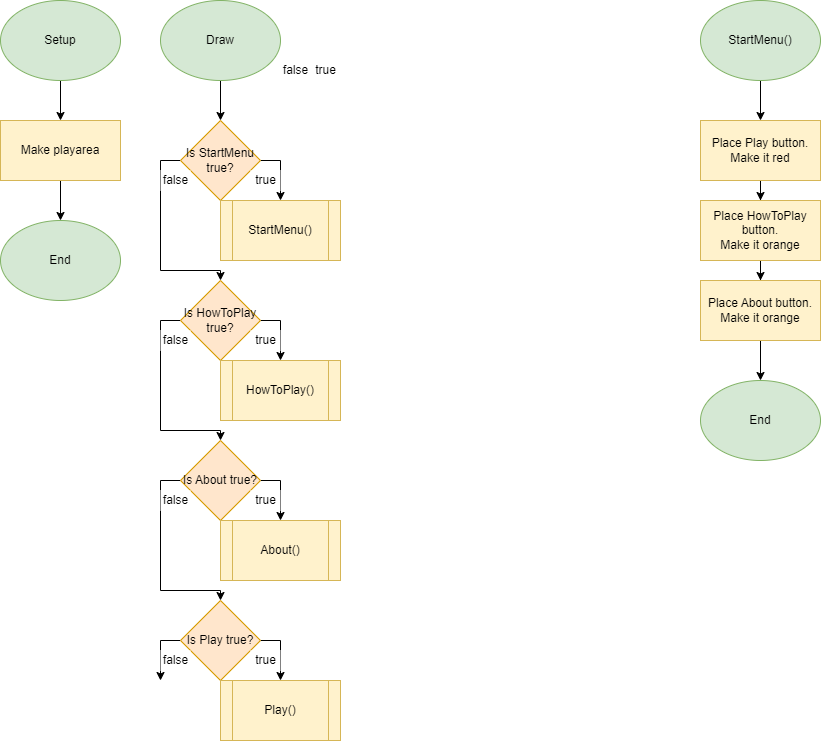 Setup
Make playarea
End
Draw
false true
Is StartMenu
true?
false
true
StartMenu()
Is HowToPlay
true?
false
true
HowToPlay()
Is About true?
false
true
About()
Is Play true?
false
true
Play()
StartMenu()
Place Play button.
Make it red
Place HowToPlay
button.
Make it orange
Place About button.
Make it orange
End